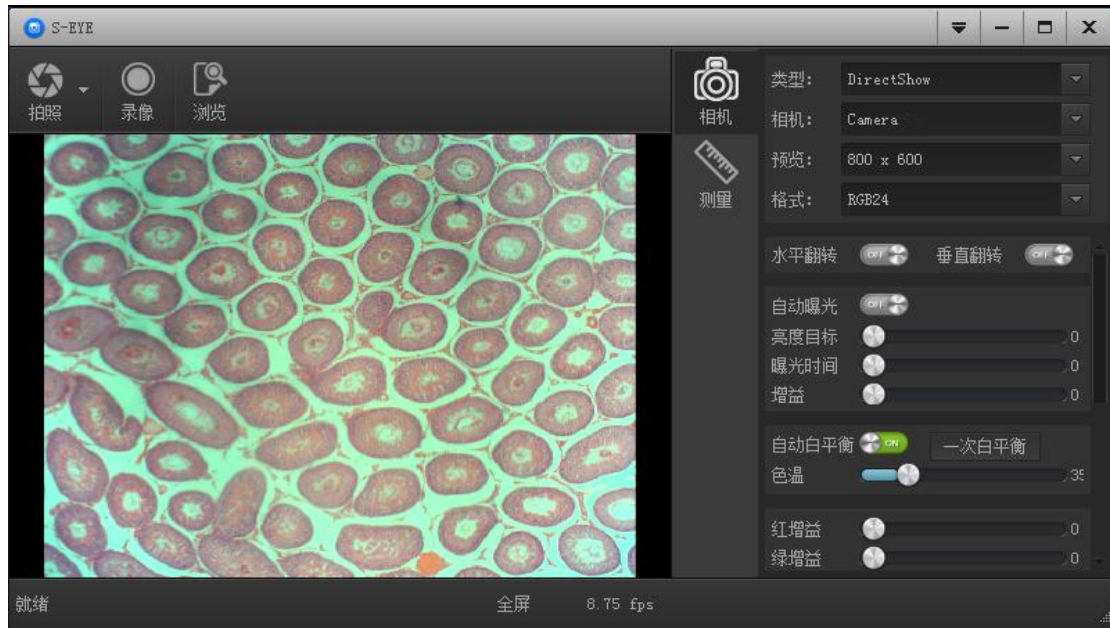 S-EYE
拍照
录像
浏览
相机
测量
类型: DirectShow
相机: Camera
预览: 800 x 600
格式: RGB24
水平翻转 OFF 垂直翻转 OFF
自动曝光 OFF
亮度目标 0
曝光时间 0
增益 0
自动白平衡 ON 一次白平衡
色温
红增益 0
绿增益 0
就绪 全屏 8.75 fps